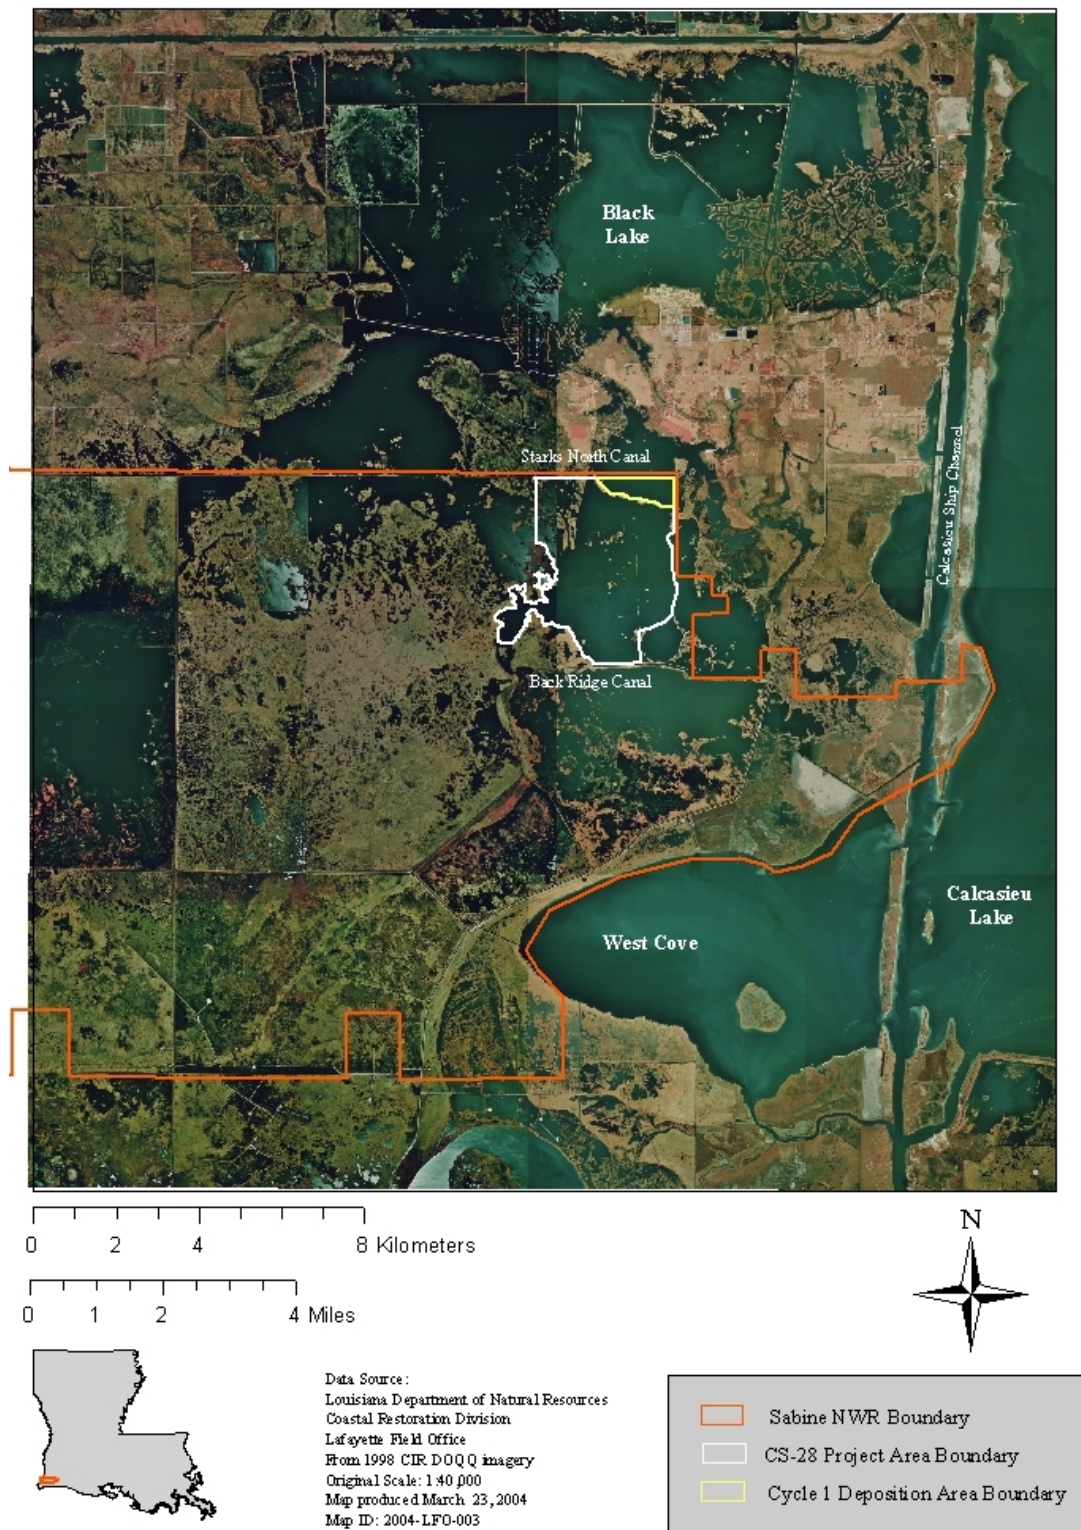 Black
Lake
Starks North Canal
Calcasieu Ship Channel
Back Ridge Canal
Calcasieu
Lake
West Cove
0 2 4 8 Kilometers
0 1 2 4 Miles
N
Data Source:
Louisiana Department of Natural Resources
Coastal Restoration Division
Lafayette Field Office
From 1998 CIR DOQQ imagery
Original Scale: 1:40,000
Map produced March 23, 2004
Map ID: 2004-LFO-003
Sabine NWR Boundary
CS-28 Project Area Boundary
Cycle 1 Deposition Area Boundary